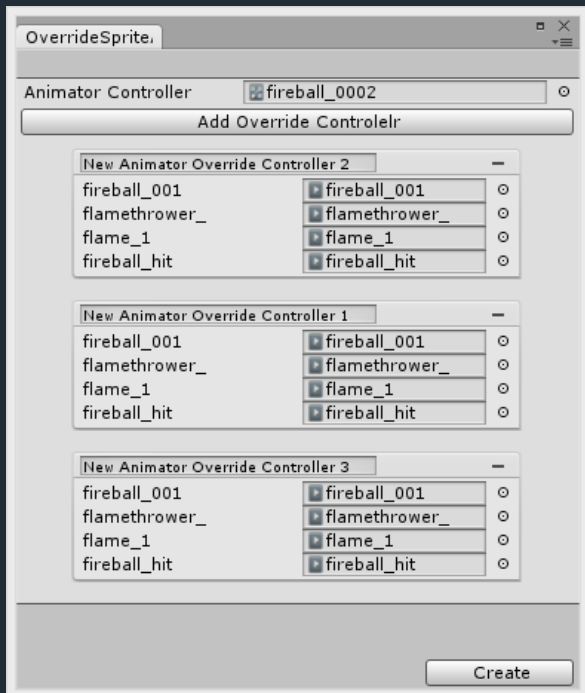 OverrideSprite
Animator Controller fireball_0002
Add Override Controlelr
New Animator Override Controller 2
fireball_001 fireball_001
flamethrower_ flamethrower_
flame_1 flame_1
fireball_hit fireball_hit
New Animator Override Controller 1
fireball_001 fireball_001
flamethrower_ flamethrower_
flame_1 flame_1
fireball_hit fireball_hit
New Animator Override Controller 3
fireball_001 fireball_001
flamethrower_ flamethrower_
flame_1 flame_1
fireball_hit fireball_hit
Create